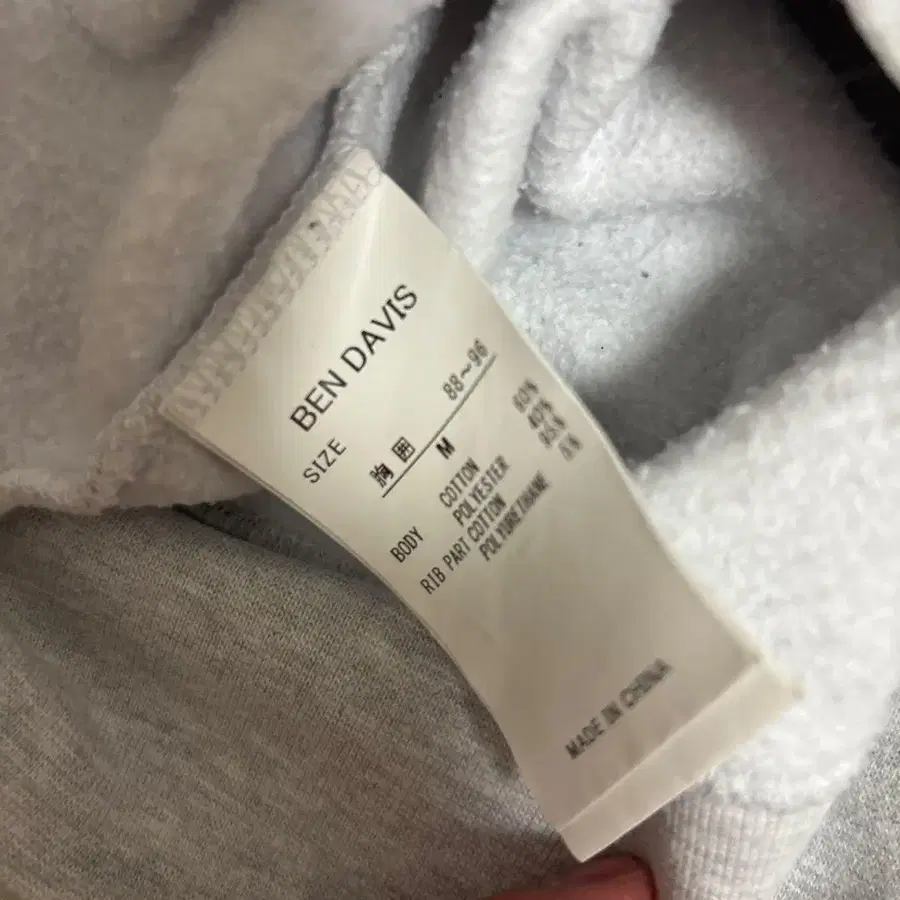 BEN DAVIS
SIZE
胸囲 88~96
M
BODY COTTON 60%
POLYESTER 40%
RIB PART COTTON 95%
POLYURETHANE 5%
MADE IN CHINA